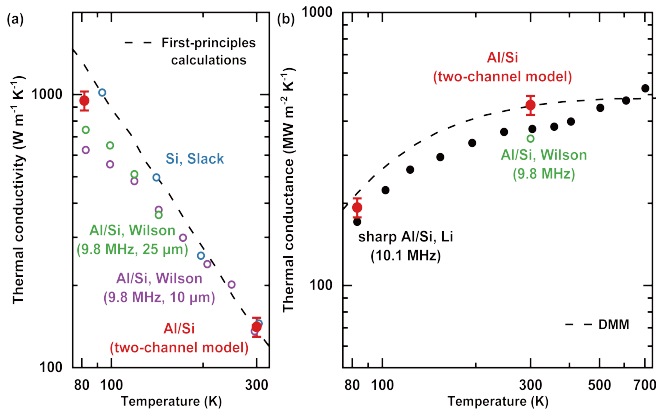 (a)
Thermal conductivity (W m⁻¹ K⁻¹)
1000
100
First-principles
calculations
Si, Slack
Al/Si, Wilson
(9.8 MHz, 25 µm)
Al/Si, Wilson
(9.8 MHz, 10 µm)
Al/Si
(two-channel model)
80
100
200
300
Temperature (K)
(b)
Thermal conductance (MW m⁻² K⁻¹)
1000
100
Al/Si
(two-channel model)
Al/Si, Wilson
(9.8 MHz)
sharp Al/Si, Li
(10.1 MHz)
DMM
80
100
200
300
500
700
Temperature (K)